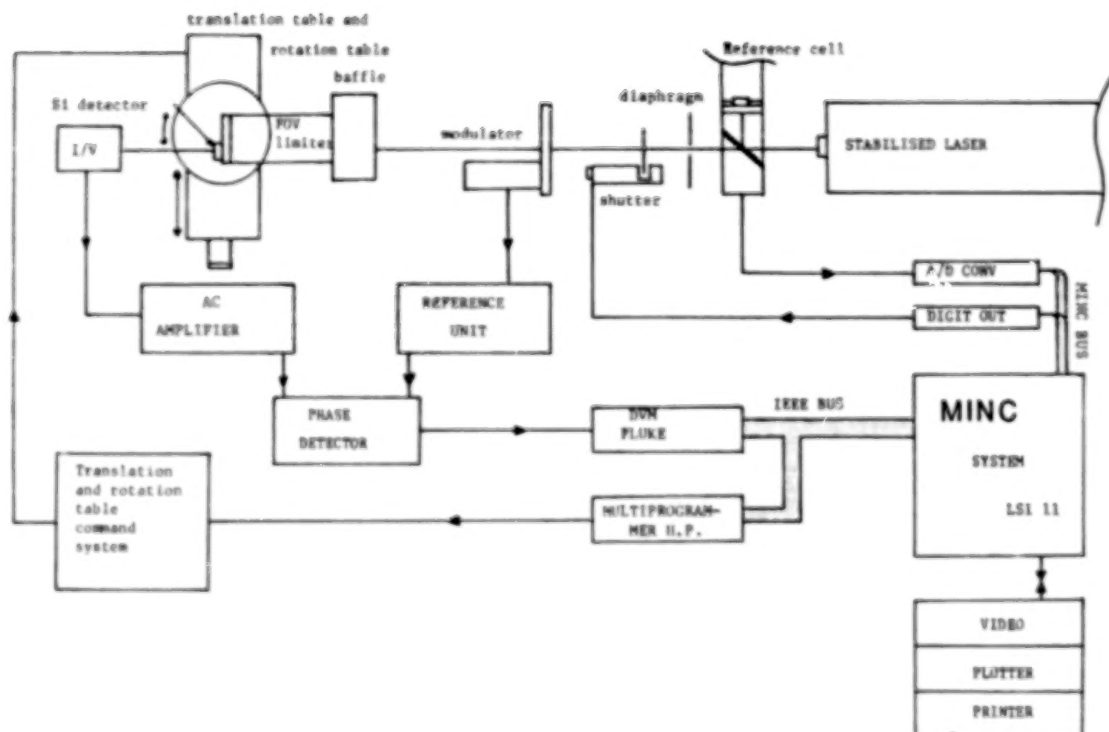 translation table and
rotation table
baffle
Si detector
I/V
FOV
limiter
modulator
diaphragm
Reference cell
shutter
STABILISED LASER
A/D CONV
DIGIT OUT
MINC BUS
AC
AMPLIFIER
REFERENCE
UNIT
PHASE
DETECTOR
DVM
FLUKE
IEEE BUS
MINC
SYSTEM
LSI 11
Translation
and rotation
table
command
system
MULTIPROGRAM-
MER H.P.
VIDEO
PLOTTER
PRINTER